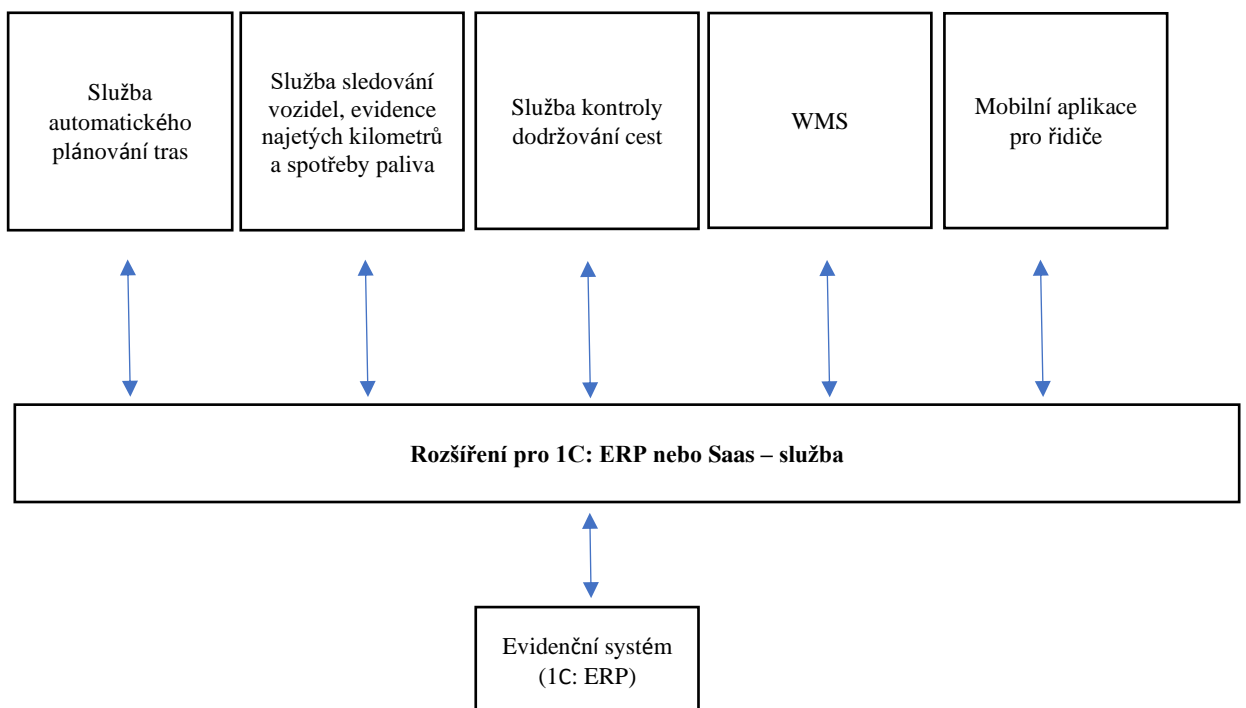 Služba
automatického
plánování tras
Služba sledování
vozidel, evidence
najetých kilometrů
a spotřeby paliva
Služba kontroly
dodržování cest
WMS
Mobilní aplikace
pro řidiče
Rozšíření pro 1C: ERP nebo Saas – služba
Evidenční systém
(1C: ERP)